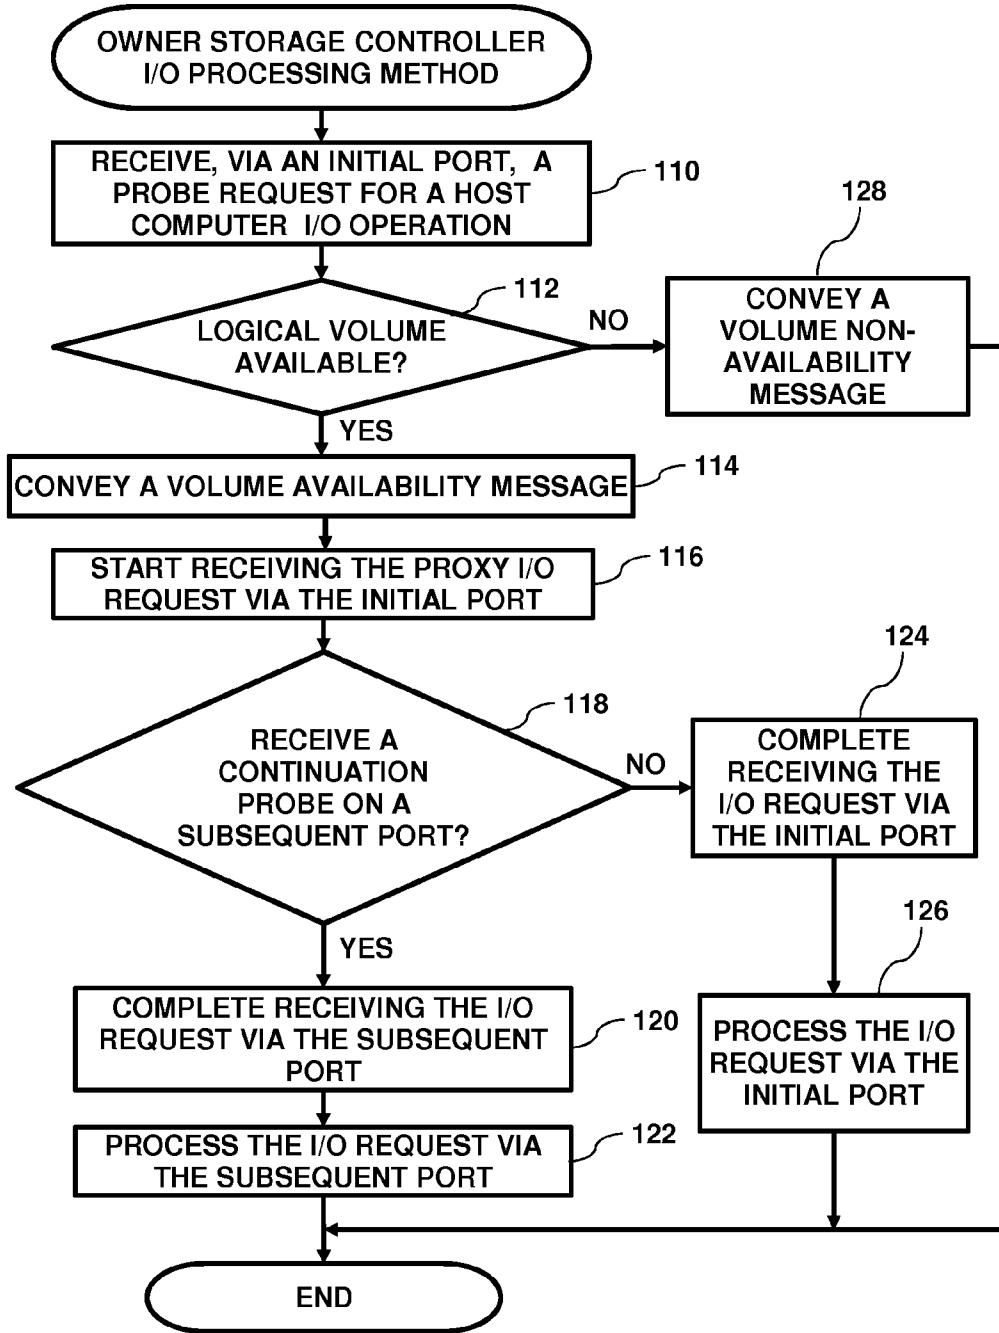 OWNER STORAGE CONTROLLER
I/O PROCESSING METHOD
RECEIVE, VIA AN INITIAL PORT, A
PROBE REQUEST FOR A HOST
COMPUTER I/O OPERATION
110
128
112
LOGICAL VOLUME
AVAILABLE?
NO
CONVEY A
VOLUME NON-
AVAILABILITY
MESSAGE
YES
CONVEY A VOLUME AVAILABILITY MESSAGE
114
START RECEIVING THE PROXY I/O
REQUEST VIA THE INITIAL PORT
116
124
118
RECEIVE A
CONTINUATION
PROBE ON A
SUBSEQUENT PORT?
NO
COMPLETE
RECEIVING THE
I/O REQUEST VIA
THE INITIAL PORT
YES
126
COMPLETE RECEIVING THE I/O
REQUEST VIA THE SUBSEQUENT
PORT
120
PROCESS THE I/O
REQUEST VIA THE
INITIAL PORT
PROCESS THE I/O REQUEST VIA
THE SUBSEQUENT PORT
122
END